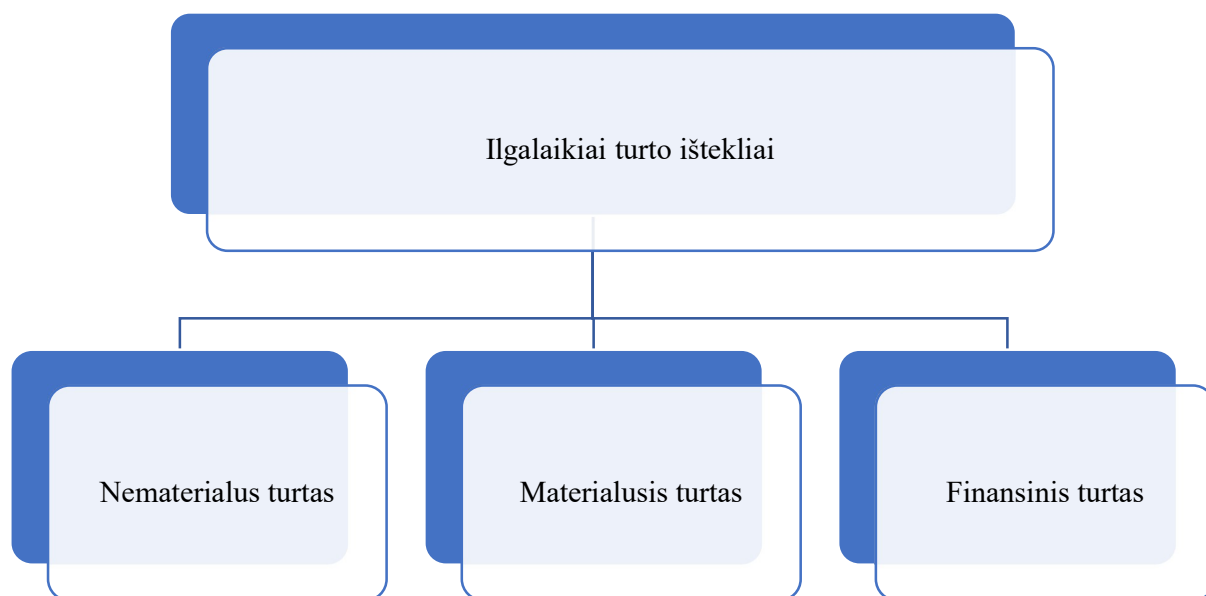 Ilgalaikiai turto ištekliai
Nematerialus turtas
Materialusis turtas
Finansinis turtas